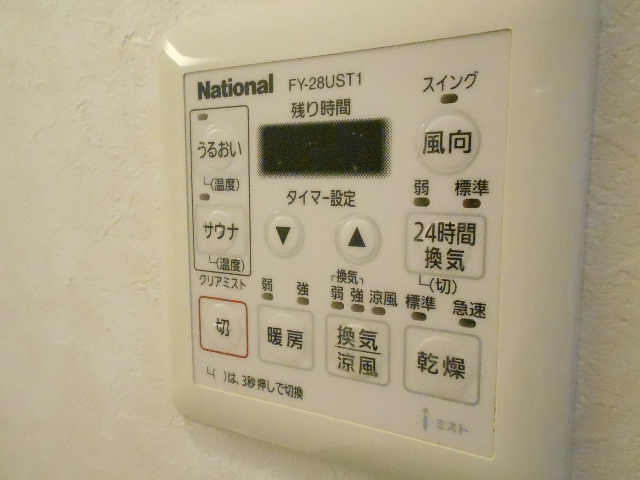 National FY-28UST1
スイング
残り時間
うるおい
風向
└(温度)
弱 標準
タイマー設定
サウナ
▼ ▲
24時間
換気
└(温度)
└(切)
クリアミスト
┌換気┐
弱 強 弱 強 涼風 標準 急速
切
暖房
換気
涼風
乾燥
└( )は、3秒押しで切換
i ミスト